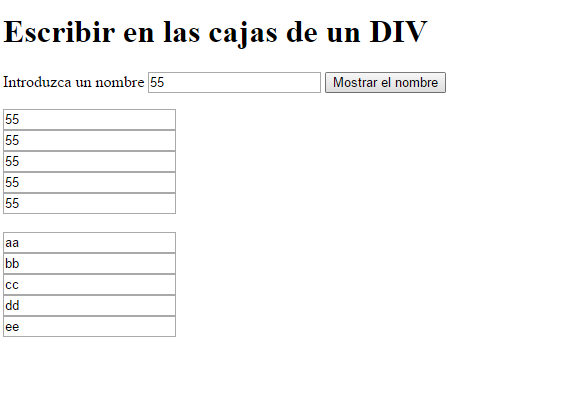 Escribir en las cajas de un DIV
Introduzca un nombre 55 Mostrar el nombre
55
55
55
55
55
aa
bb
cc
dd
ee